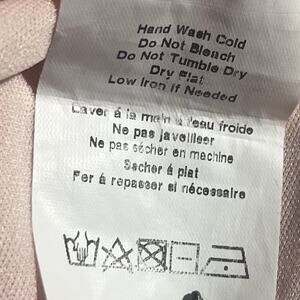 Hand Wash Cold
Do Not Bleach
Do Not Tumble Dry
Dry Flat
Low Iron if Needed
Laver á la main à l'eau froide
Ne pas javelliser
Ne pas sécher en machine
Secher á plat
Fer á repasser si nécessaire